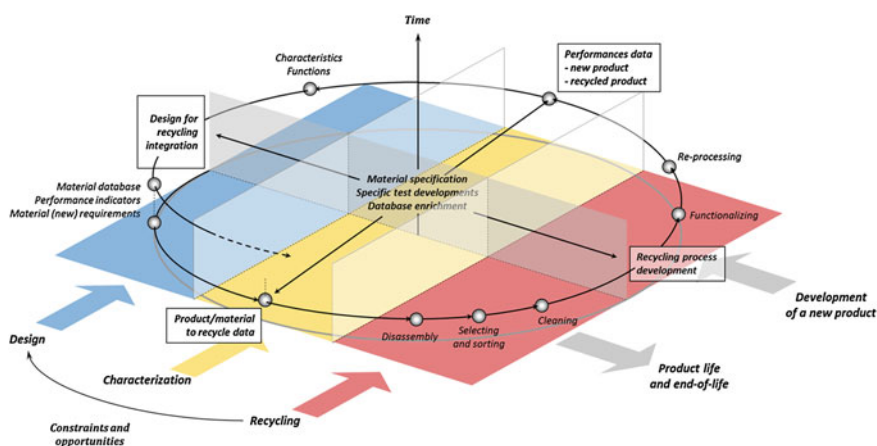 Time
Characteristics
Functions
Performances data
- new product
- recycled product
Design for
recycling
integration
Re-processing
Material specification
Specific test developments
Database enrichment
Material database
Performance indicators
Material (new) requirements
Functionalizing
Recycling process
development
Product/material
to recycle data
Disassembly
Selecting
and sorting
Cleaning
Development
of a new product
Design
Characterization
Product life
and end-of-life
Recycling
Constraints and
opportunities